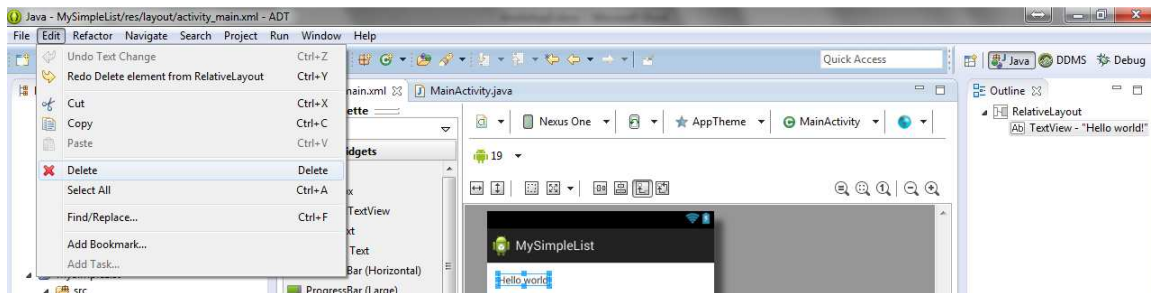 Java - MySimpleList/res/layout/activity_main.xml - ADT
File Edit Refactor Navigate Search Project Run Window Help
Undo Text Change Ctrl+Z
Redo Delete element from RelativeLayout Ctrl+Y
Cut Ctrl+X
Copy Ctrl+C
Paste Ctrl+V
Delete Delete
Select All Ctrl+A
Find/Replace... Ctrl+F
Add Bookmark...
Add Task...
src
Quick Access
Java DDMS Debug
main.xml MainActivity.java
ette
idgets
x
TextView
xt
Text
Bar (Horizontal)
ProgressBar (Large)
Nexus One AppTheme MainActivity
19
MySimpleList
Hello world!
Outline
RelativeLayout
Ab TextView - "Hello world!"